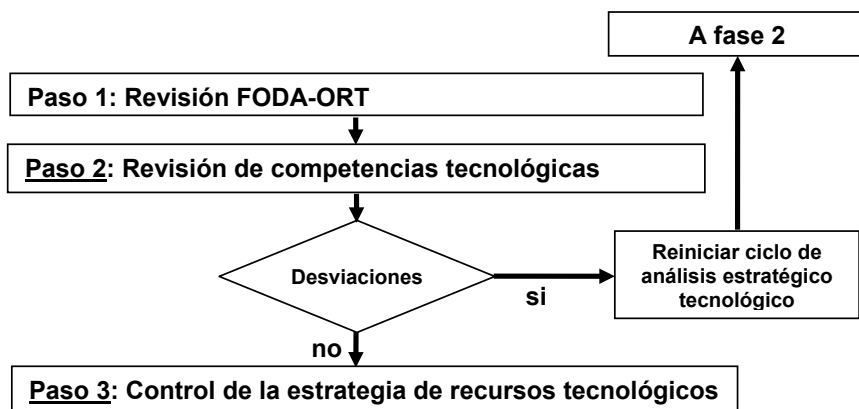 A fase 2
Paso 1: Revisión FODA-ORT
Paso 2: Revisión de competencias tecnológicas
Desviaciones
si
Reiniciar ciclo de
análisis estratégico
tecnológico
no
Paso 3: Control de la estrategia de recursos tecnológicos